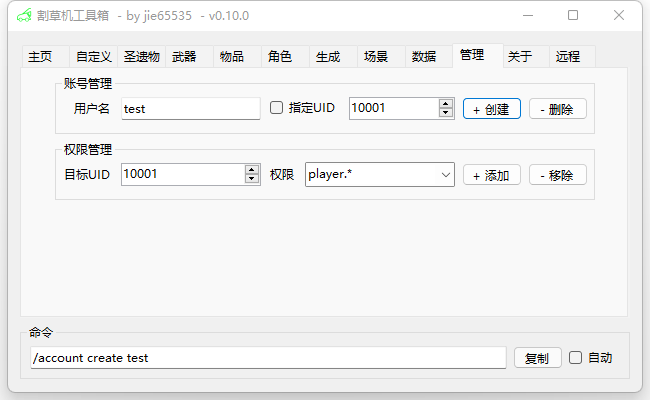 割草机工具箱 - by jie65535 - v0.10.0
主页 自定义 圣遗物 武器 物品 角色 生成 场景 数据 管理 关于 远程
账号管理
用户名 test 指定UID 10001 + 创建 - 删除
权限管理
目标UID 10001 权限 player.* + 添加 - 移除
命令
/account create test 复制 自动